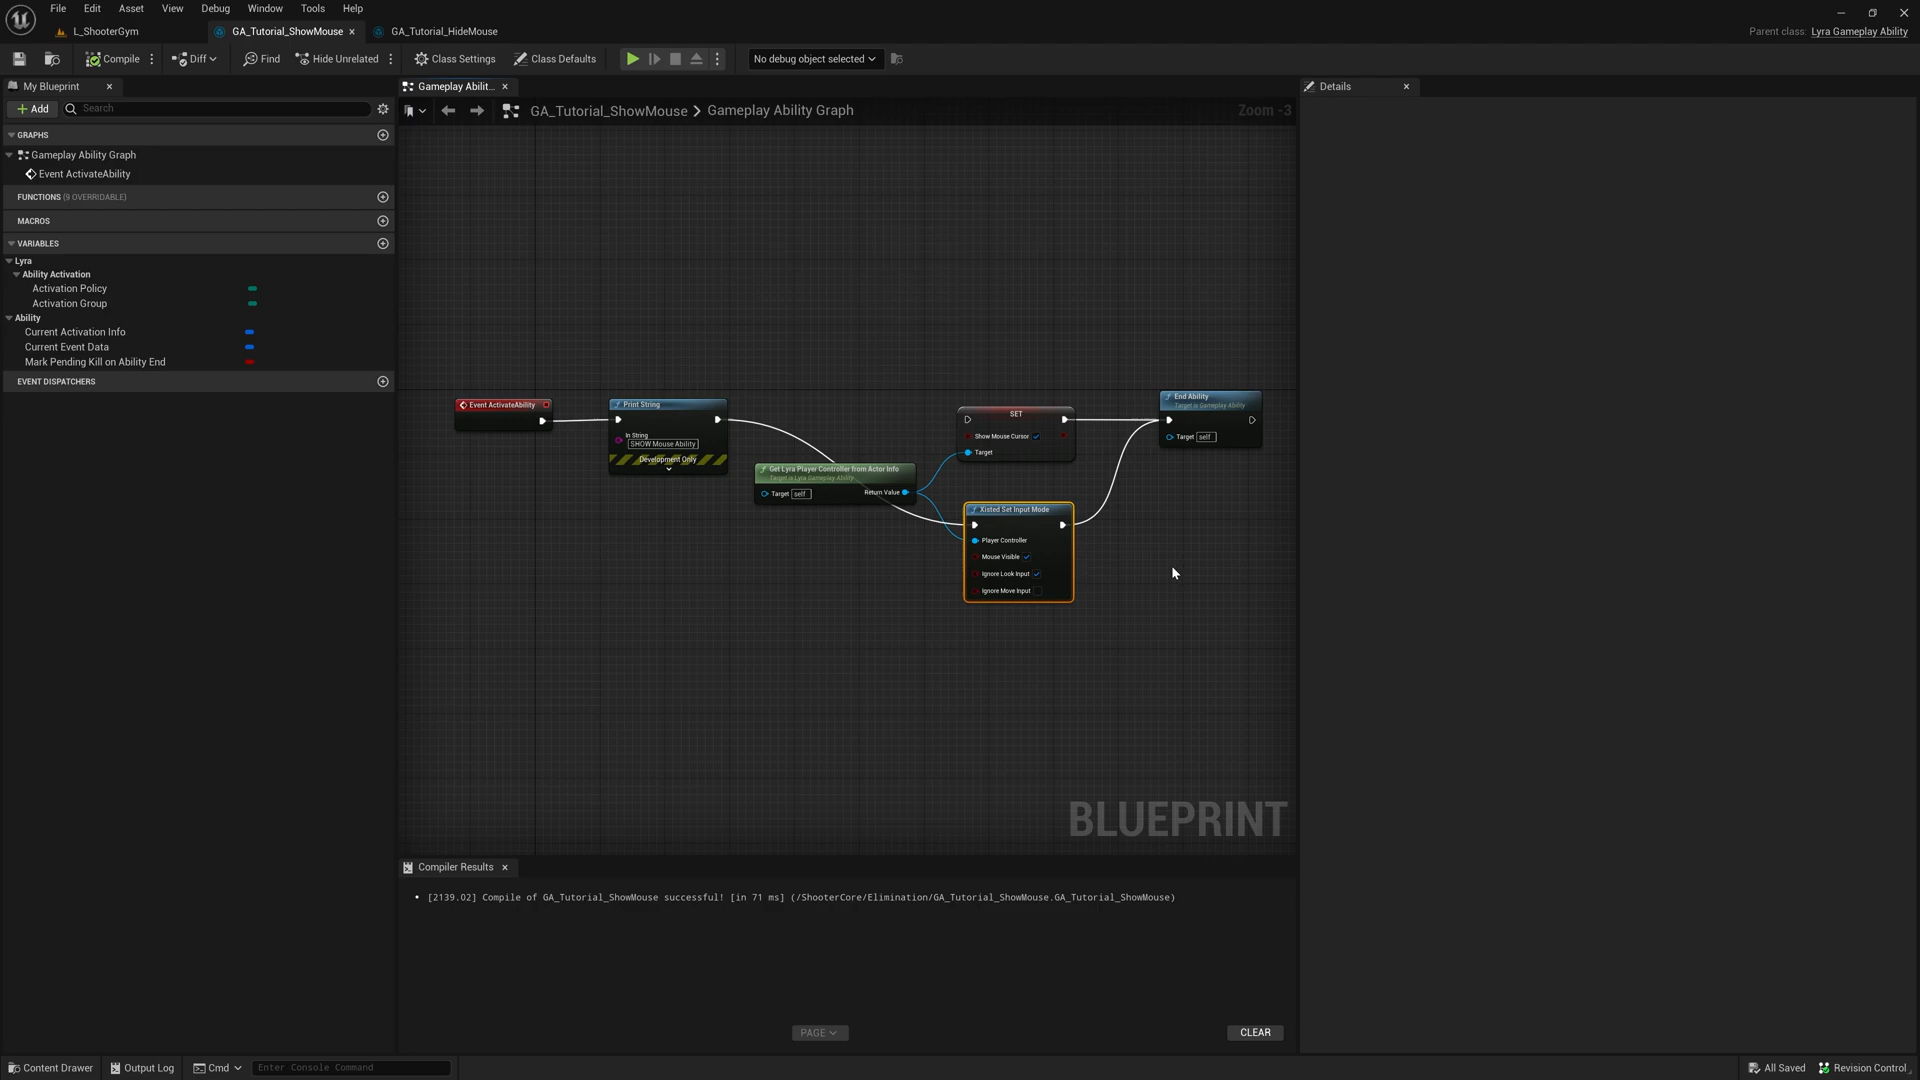 File Edit Asset View Debug Window Tools Help
L_ShooterGym
GA_Tutorial_ShowMouse
GA_Tutorial_HideMouse
Parent class: Lyra Gameplay Ability
Compile
Diff
Find
Hide Unrelated
Class Settings
Class Defaults
No debug object selected
My Blueprint
Add
Search
GRAPHS
Gameplay Ability Graph
Event ActivateAbility
FUNCTIONS (9 OVERRIDABLE)
MACROS
VARIABLES
Lyra
Ability Activation
Activation Policy
Activation Group
Ability
Current Activation Info
Current Event Data
Mark Pending Kill on Ability End
EVENT DISPATCHERS
Gameplay Abilit...
GA_Tutorial_ShowMouse > Gameplay Ability Graph
Zoom -3
Event ActivateAbility
Print String
In String
SHOW Mouse Ability
Development Only
Get Lyra Player Controller from Actor Info
Target is Lyra Gameplay Ability
Target self
Return Value
SET
Show Mouse Cursor
Target
Xisted Set Input Mode
Player Controller
Mouse Visible
Ignore Look Input
Ignore Move Input
End Ability
Target is Gameplay Ability
Target self
BLUEPRINT
Compiler Results
[2139.02] Compile of GA_Tutorial_ShowMouse successful! [in 71 ms] (/ShooterCore/Elimination/GA_Tutorial_ShowMouse.GA_Tutorial_ShowMouse)
PAGE
CLEAR
Details
Content Drawer
Output Log
Cmd
Enter Console Command
All Saved
Revision Control